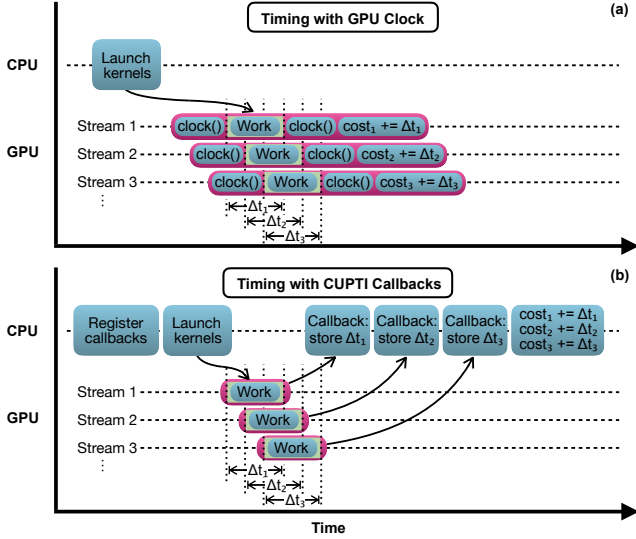 Timing with GPU Clock
(a)
CPU
Launch
kernels
Stream 1
clock() Work clock() cost₁ += Δt₁
GPU
Stream 2
clock() Work clock() cost₂ += Δt₂
Stream 3
clock() Work clock() cost₃ += Δt₃
⋮
Δt₁
Δt₂
Δt₃
Timing with CUPTI Callbacks
(b)
CPU
Register
callbacks
Launch
kernels
Callback:
store Δt₁
Callback:
store Δt₂
Callback:
store Δt₃
cost₁ += Δt₁
cost₂ += Δt₂
cost₃ += Δt₃
Stream 1
Work
GPU
Stream 2
Work
Stream 3
Work
⋮
Δt₁
Δt₂
Δt₃
Time